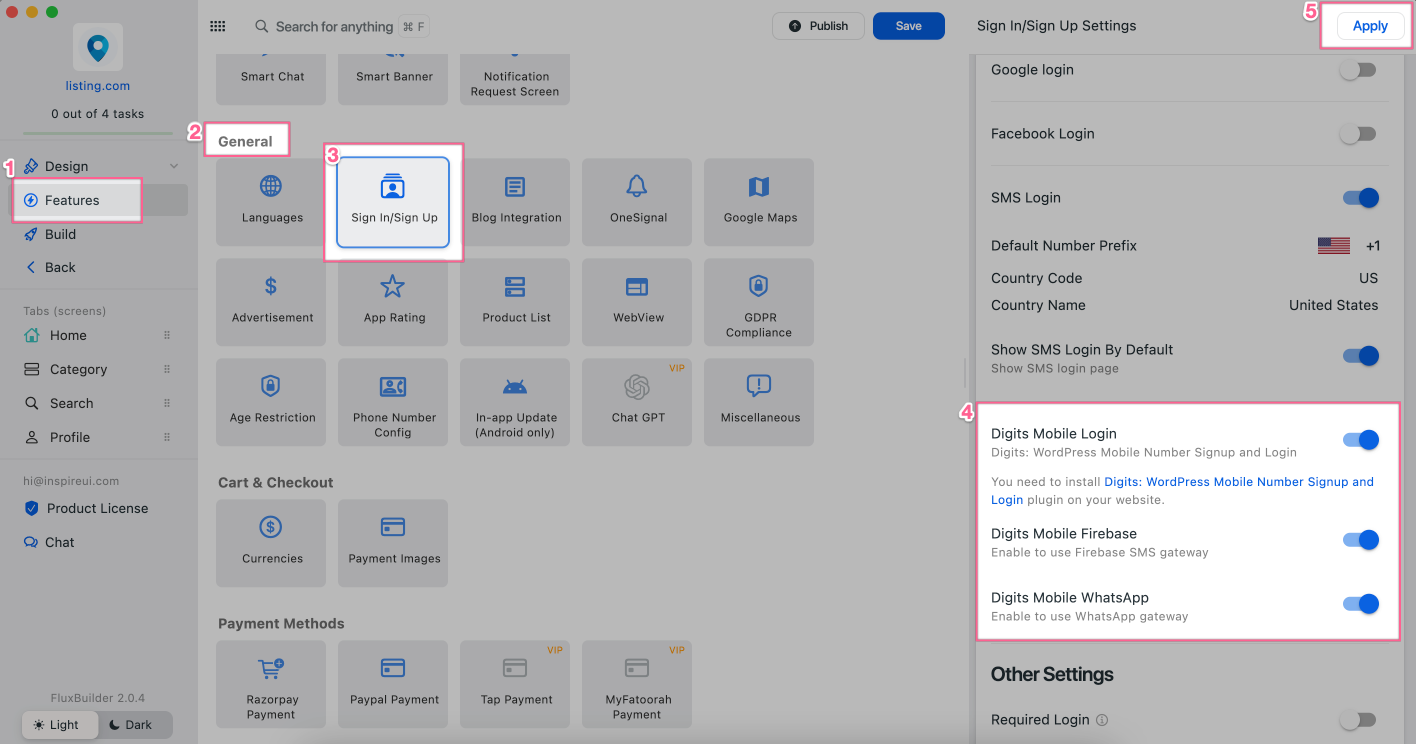 listing.com
0 out of 4 tasks
1
Design
Features
Build
Back
Tabs (screens)
Home
Category
Search
Profile
hi@inspireui.com
Product License
Chat
FluxBuilder 2.0.4
Light
Dark
Search for anything ⌘ F
Publish
Save
Smart Chat
Smart Banner
Notification
Request Screen
2
General
3
Languages
Sign In/Sign Up
Blog Integration
OneSignal
Google Maps
Advertisement
App Rating
Product List
WebView
GDPR
Compliance
Age Restriction
Phone Number
Config
In-app Update
(Android only)
VIP
Chat GPT
Miscellaneous
Cart & Checkout
Currencies
Payment Images
Payment Methods
Razorpay
Payment
Paypal Payment
VIP
Tap Payment
VIP
MyFatoorah
Payment
Sign In/Sign Up Settings
5
Apply
Google login
Facebook Login
SMS Login
Default Number Prefix +1
Country Code US
Country Name United States
Show SMS Login By Default
Show SMS login page
4
Digits Mobile Login
Digits: WordPress Mobile Number Signup and Login
You need to install Digits: WordPress Mobile Number Signup and
Login plugin on your website.
Digits Mobile Firebase
Enable to use Firebase SMS gateway
Digits Mobile WhatsApp
Enable to use WhatsApp gateway
Other Settings
Required Login